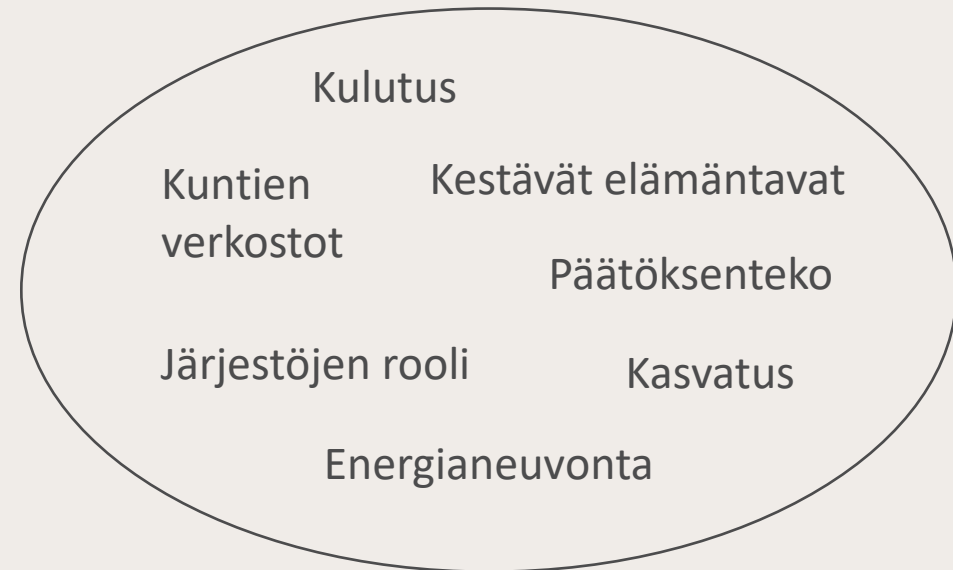 Kulutus
Kuntien
verkostot
Kestävät elämäntavat
Päätöksenteko
Järjestöjen rooli
Kasvatus
Energianeuvonta